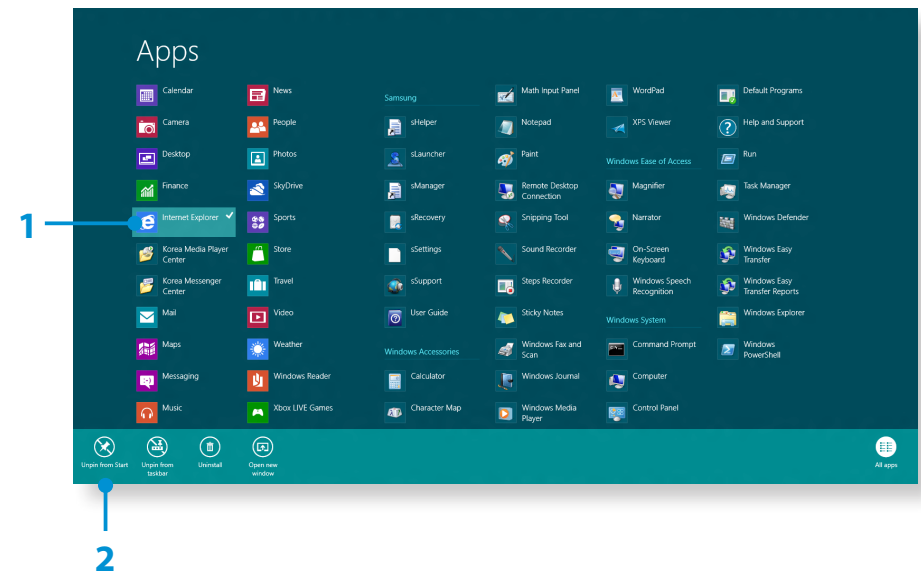 Apps
Calendar
Camera
Desktop
Finance
1
Internet Explorer
Korea Media Player
Center
Korea Messenger
Center
Mail
Maps
Messaging
Music
News
People
Photos
SkyDrive
Sports
Store
Travel
Video
Weather
Windows Reader
Xbox LIVE Games
Samsung
sHelper
sLauncher
sManager
sRecovery
sSettings
sSupport
User Guide
Windows Accessories
Calculator
Character Map
Math Input Panel
Notepad
Paint
Remote Desktop
Connection
Snipping Tool
Sound Recorder
Steps Recorder
Sticky Notes
Windows Fax and
Scan
Windows Journal
Windows Media
Player
WordPad
XPS Viewer
Windows Ease of Access
Magnifier
Narrator
On-Screen
Keyboard
Windows Speech
Recognition
Windows System
Command Prompt
Computer
Control Panel
Default Programs
Help and Support
Run
Task Manager
Windows Defender
Windows Easy
Transfer
Windows Easy
Transfer Reports
Windows Explorer
Windows
PowerShell
Unpin from Start
Unpin from
taskbar
Uninstall
Open new
window
All apps
2